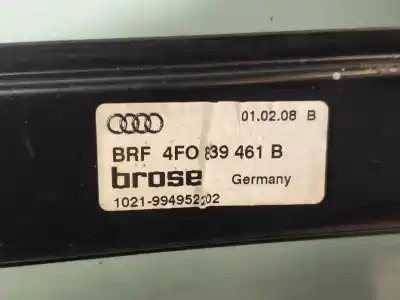 01.02.08 B
BRF 4F0 839 461 B
brose Germany
1021-994952202